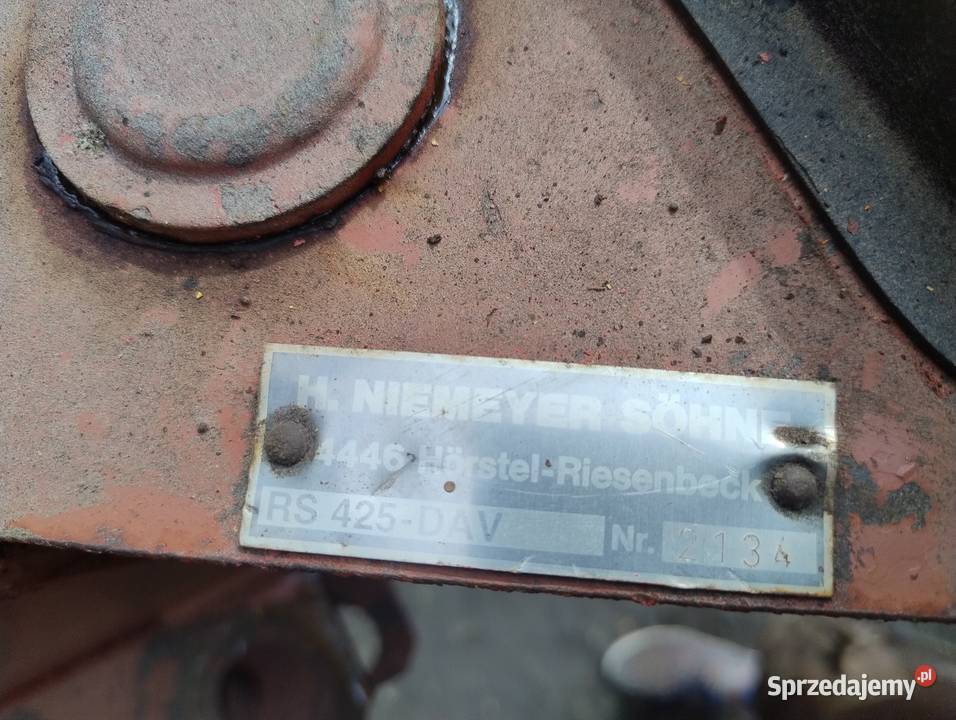 H. NIEMEYER SÖHNE
4446 Hörstel-Riesenbeck
RS 425-DAV Nr. 2134
Sprzedajemy.pl